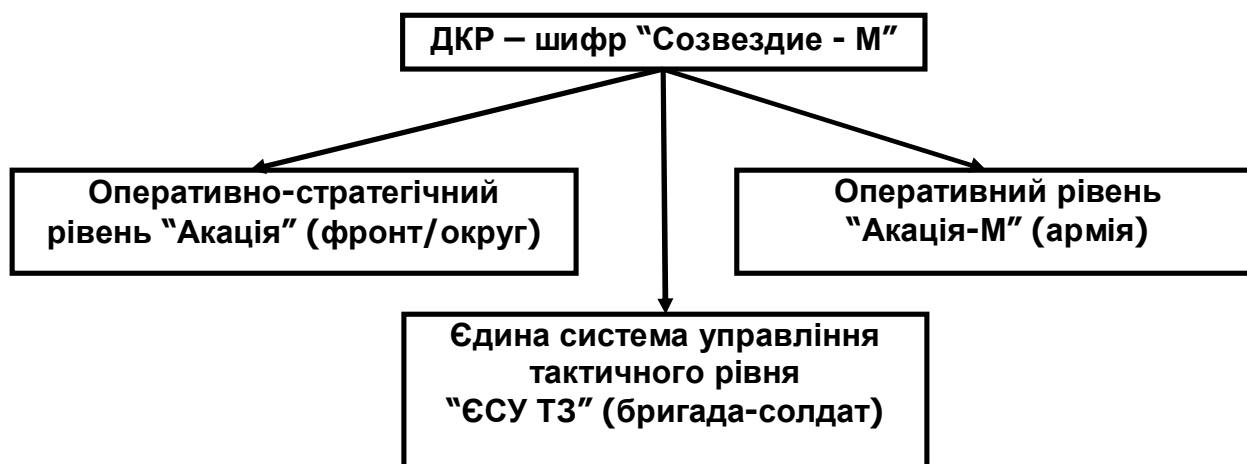 ДКР – шифр “Созвездие - М”
Оперативно-стратегічний
рівень “Акація” (фронт/округ)
Оперативний рівень
“Акація-М” (армія)
Єдина система управління
тактичного рівня
“ЄСУ ТЗ” (бригада-солдат)